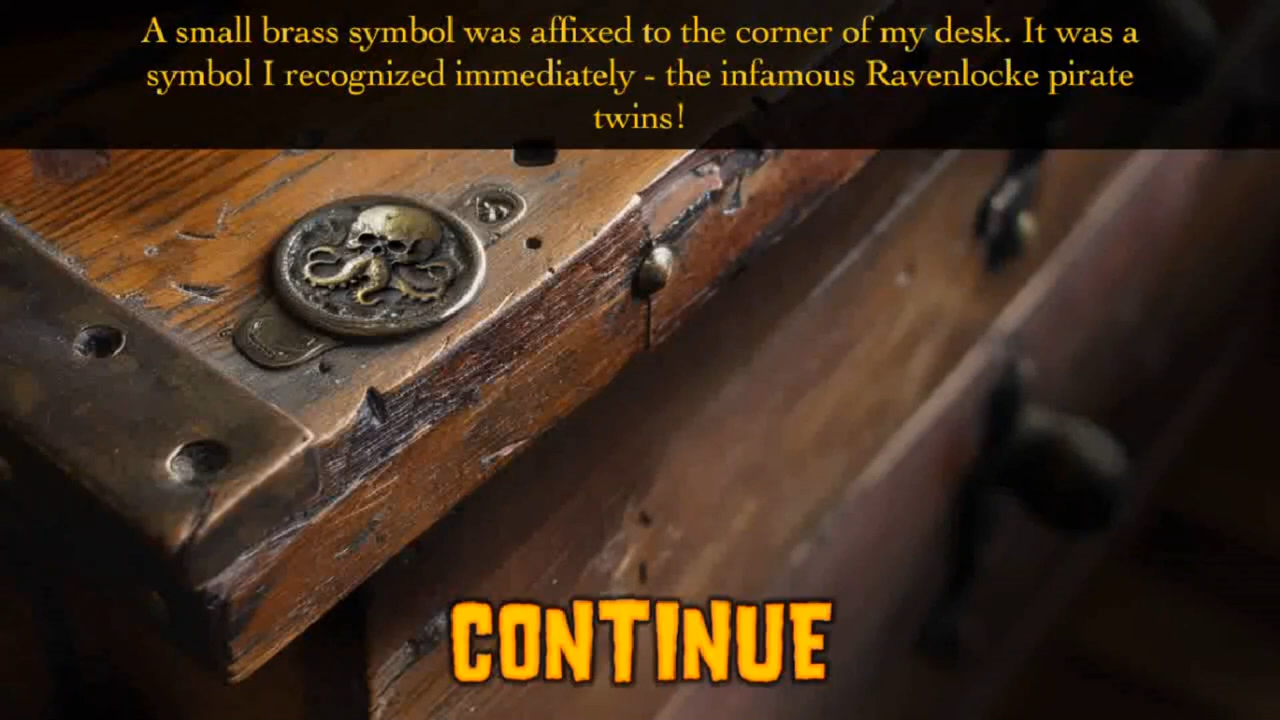 A small brass symbol was affixed to the corner of my desk. It was a
symbol I recognized immediately - the infamous Ravenlocke pirate
twins!
CONTINUE